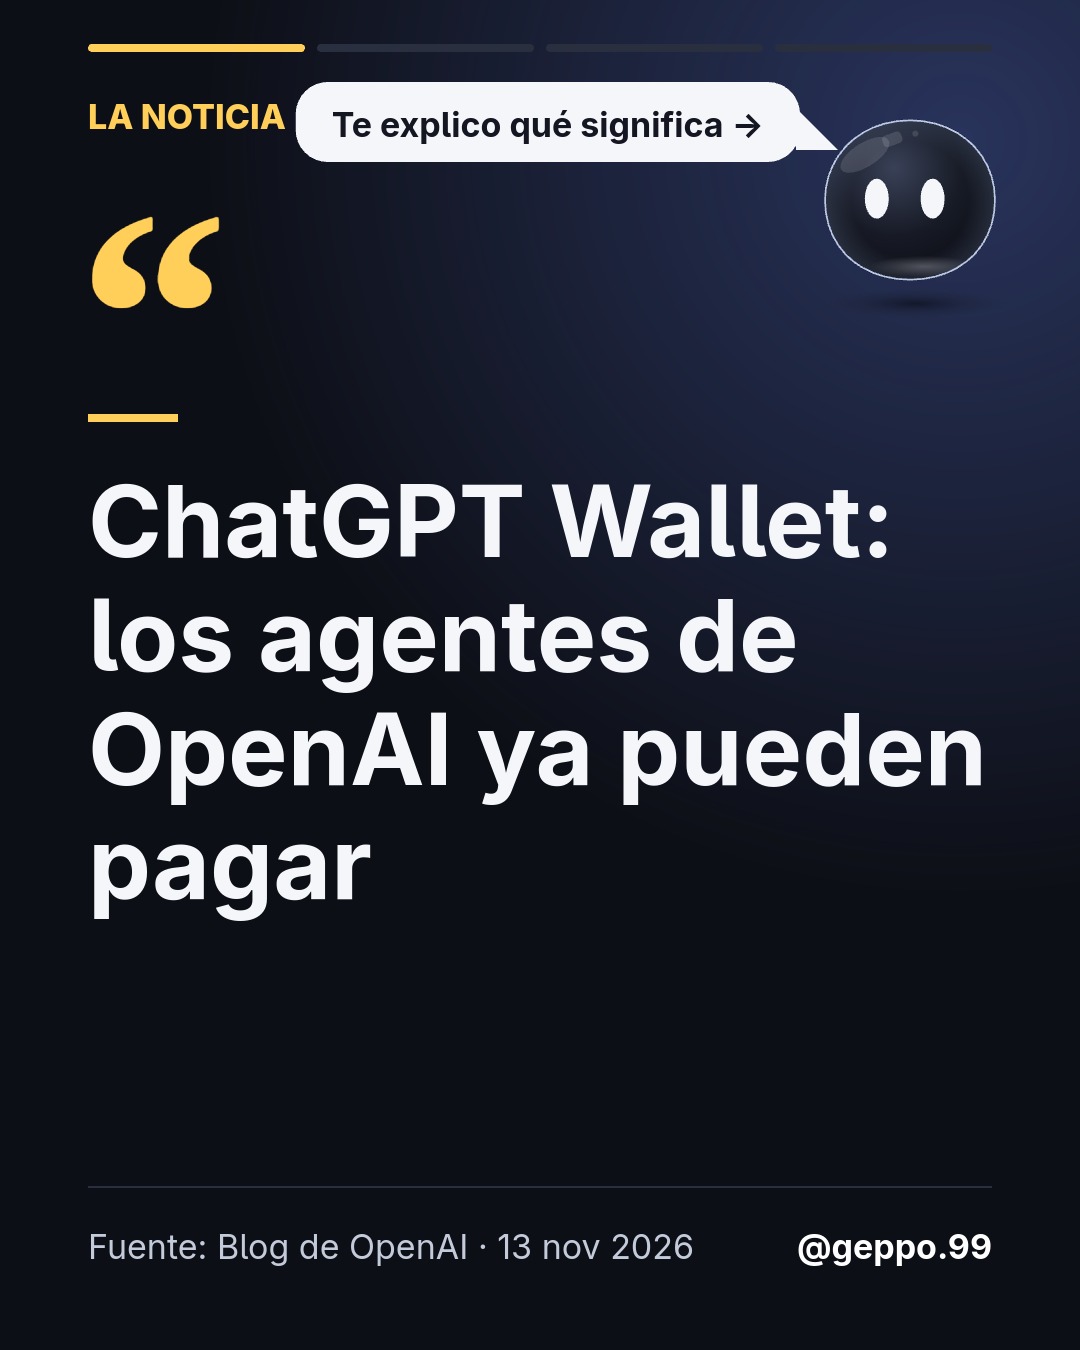 LA NOTICIA
Te explico qué significa →
“
ChatGPT Wallet:
los agentes de
OpenAI ya pueden
pagar
Fuente: Blog de OpenAI · 13 nov 2026
@geppo.99